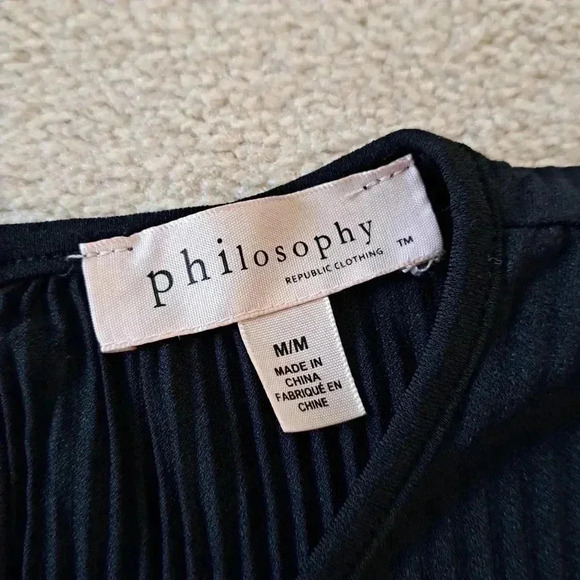 philosophy
REPUBLIC CLOTHING
™
M/M
MADE IN
CHINA
FABRIQUÉ EN
CHINE